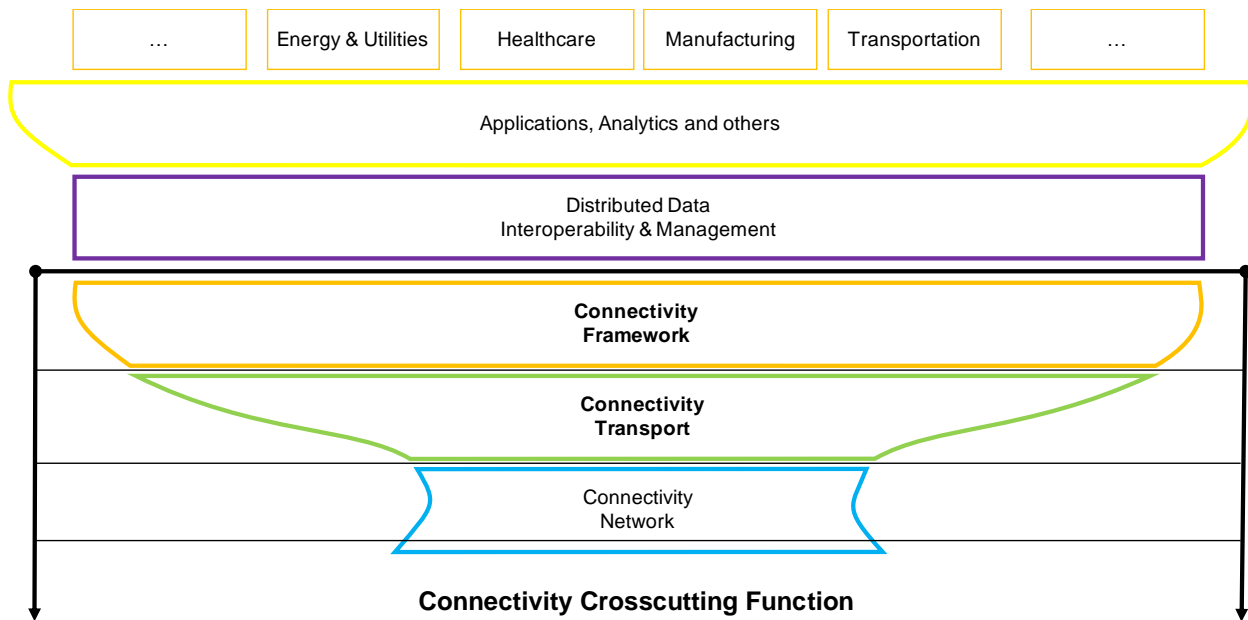 …
Energy & Utilities
Healthcare
Manufacturing
Transportation
…
Applications, Analytics and others
Distributed Data
Interoperability & Management
Connectivity
Framework
Connectivity
Transport
Connectivity
Network
Connectivity Crosscutting Function